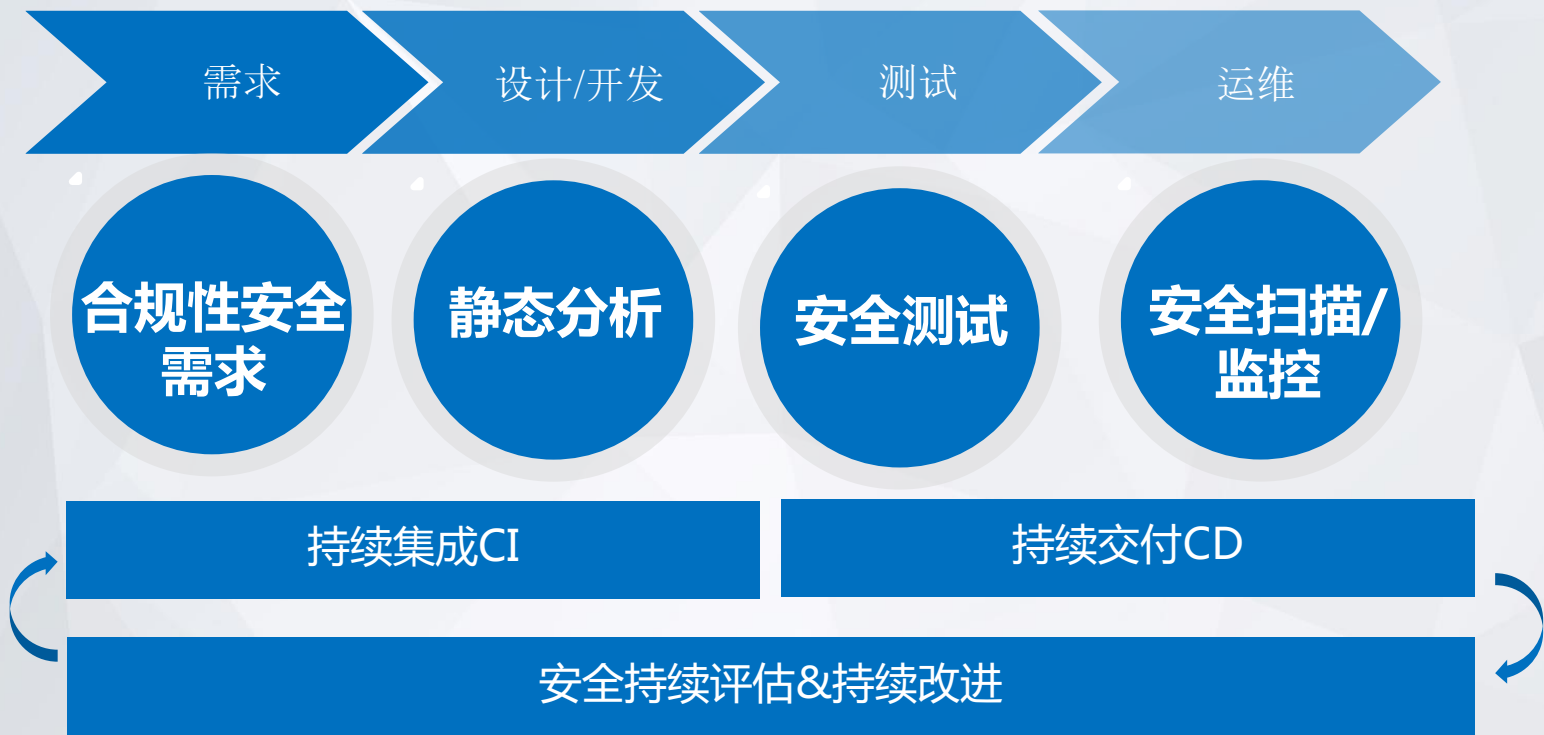 需求
设计/开发
测试
运维
合规性安全
需求
静态分析
安全测试
安全扫描/
监控
持续集成CI
持续交付CD
安全持续评估&持续改进